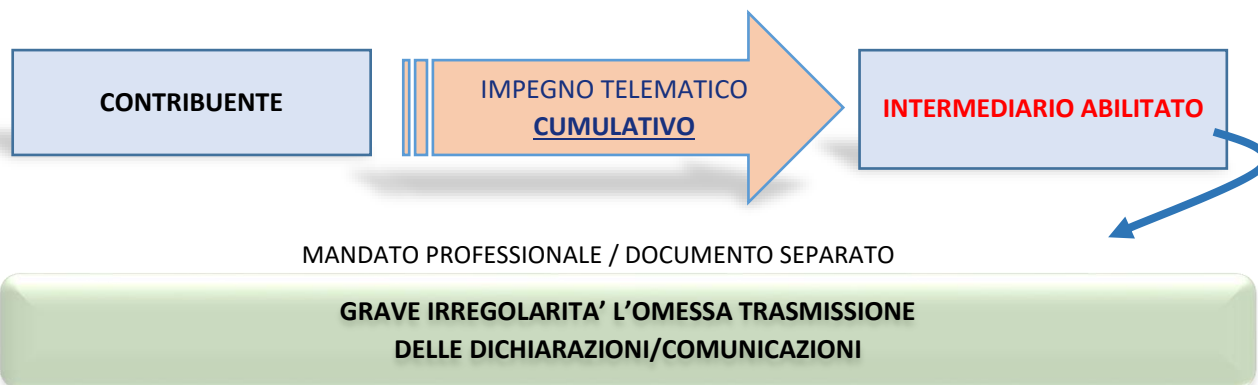 CONTRIBUENTE
IMPEGNO TELEMATICO
CUMULATIVO
INTERMEDIARIO ABILITATO
MANDATO PROFESSIONALE / DOCUMENTO SEPARATO
GRAVE IRREGOLARITA’ L’OMESSA TRASMISSIONE
DELLE DICHIARAZIONI/COMUNICAZIONI